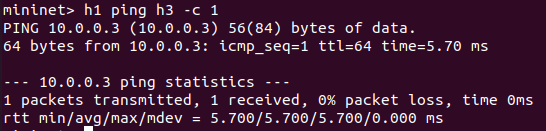 mininet> h1 ping h3 -c 1
PING 10.0.0.3 (10.0.0.3) 56(84) bytes of data.
64 bytes from 10.0.0.3: icmp_seq=1 ttl=64 time=5.70 ms

--- 10.0.0.3 ping statistics ---
1 packets transmitted, 1 received, 0% packet loss, time 0ms
rtt min/avg/max/mdev = 5.700/5.700/5.700/0.000 ms